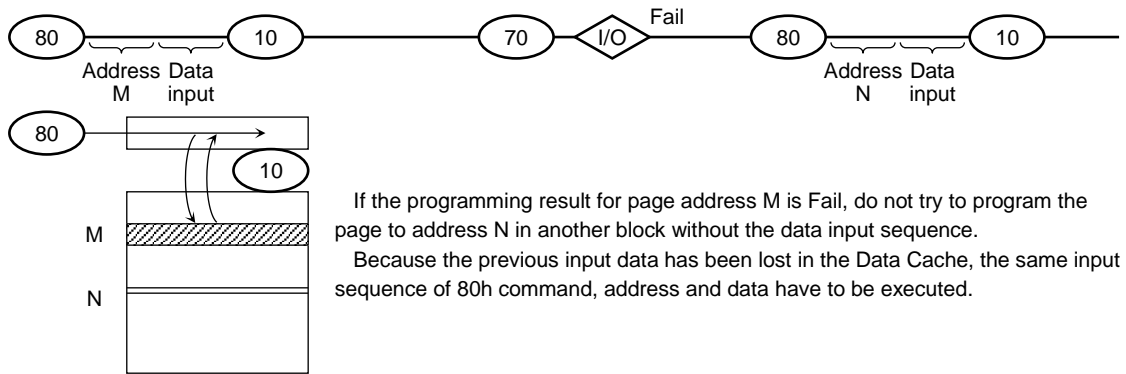 Fail
80 10 70 I/O 80 10
Address Data Address Data
M input N input
80
10
If the programming result for page address M is Fail, do not try to program the
M page to address N in another block without the data input sequence.
Because the previous input data has been lost in the Data Cache, the same input
N sequence of 80h command, address and data have to be executed.